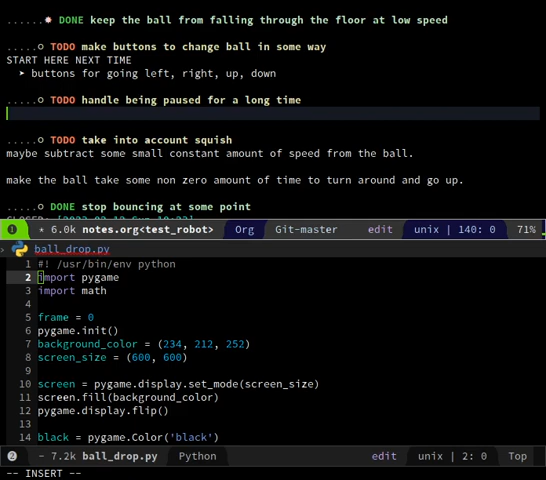 ......✸ DONE keep the ball from falling through the floor at low speed
.....○ TODO make buttons to change ball in some way
START HERE NEXT TIME
➤ buttons for going left, right, up, down
.....○ TODO handle being paused for a long time
.....○ TODO take into account squish
maybe subtract some small constant amount of speed from the ball.
make the ball take some non zero amount of time to turn around and go up.
.....○ DONE stop bouncing at some point
❶ * 6.0k notes.org<test_robot> Org Git-master edit unix | 140: 0 71%
› ball_drop.py
1 #! /usr/bin/env python
2 import pygame
3 import math
4
5 frame = 0
6 pygame.init()
7 background_color = (234, 212, 252)
8 screen_size = (600, 600)
9
10 screen = pygame.display.set_mode(screen_size)
11 screen.fill(background_color)
12 pygame.display.flip()
13
14 black = pygame.Color('black')
❷ - 7.2k ball_drop.py Python edit unix | 2: 0 Top
-- INSERT --